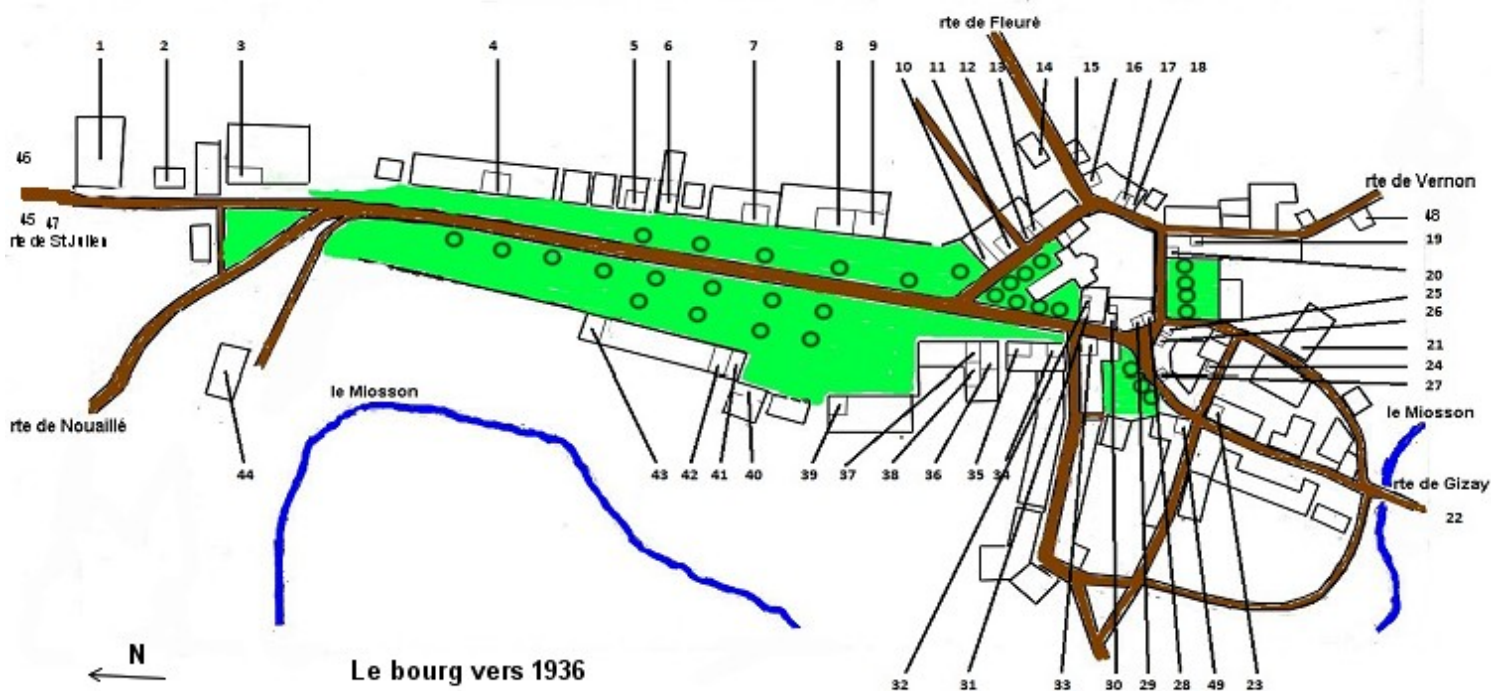 rte de Fleuré
1 2 3 4 5 6 7 8 9
10 11 12 13 14 15 16 17 18
46
rte de Vernon
45 47
48
rte de St Julien
19
20
25
26
21
24
27
le Miosson
le Miosson
rte de Nouaillé
44 43 42 41 40 39 37 38 36 35 34
rte de Gizay
22
N
Le bourg vers 1936
32 31 33 30 29 28 49 23